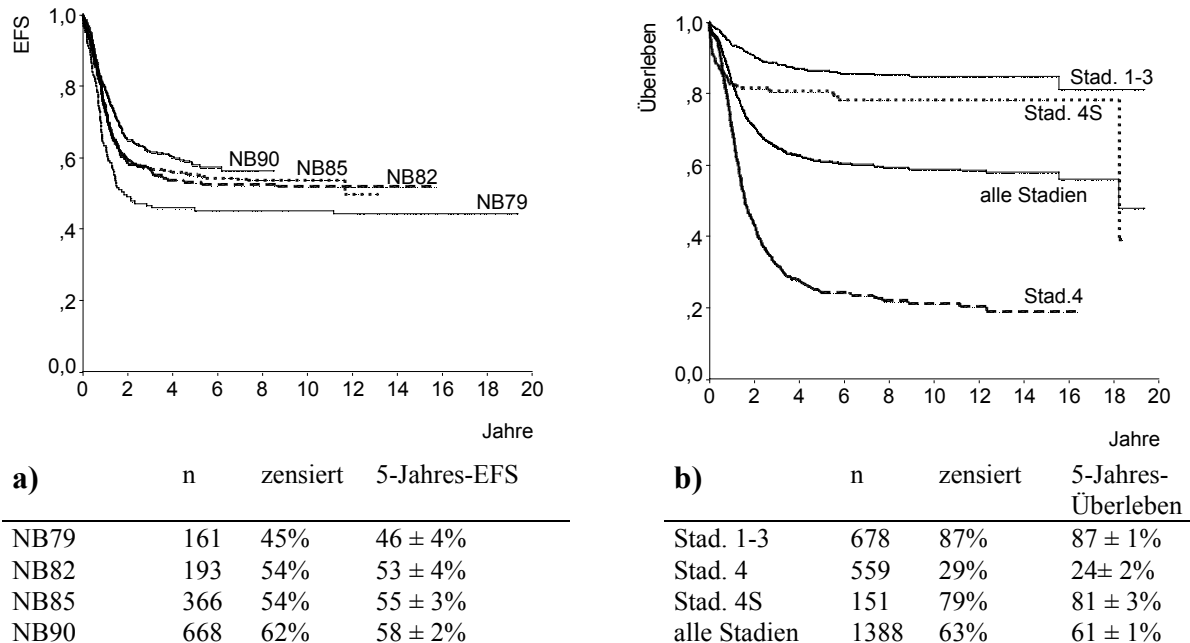 EFS
1,0
,8
,6
,4
,2
0,0
NB90
NB85
NB82
NB79
0 2 4 6 8 10 12 14 16 18 20
Jahre
a) n zensiert 5-Jahres-EFS
NB79 161 45% 46 ± 4%
NB82 193 54% 53 ± 4%
NB85 366 54% 55 ± 3%
NB90 668 62% 58 ± 2%
Überleben
1,0
,8
,6
,4
,2
0,0
Stad. 1-3
Stad. 4S
alle Stadien
Stad.4
0 2 4 6 8 10 12 14 16 18 20
Jahre
b) n zensiert 5-Jahres-
Überleben
Stad. 1-3 678 87% 87 ± 1%
Stad. 4 559 29% 24± 2%
Stad. 4S 151 79% 81 ± 3%
alle Stadien 1388 63% 61 ± 1%